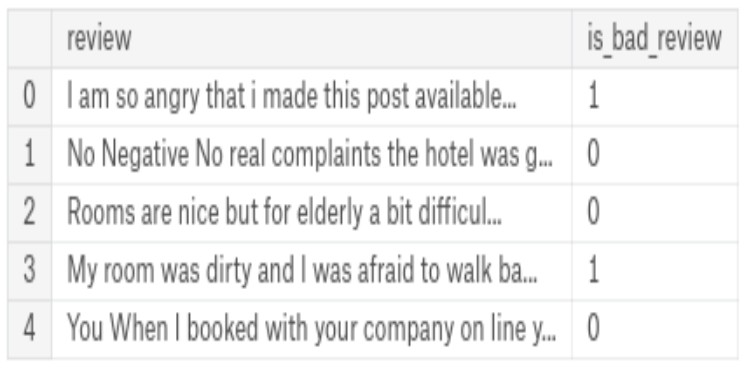 review is_bad_review
0 I am so angry that i made this post available... 1
1 No Negative No real complaints the hotel was g... 0
2 Rooms are nice but for elderly a bit difficul... 0
3 My room was dirty and I was afraid to walk ba... 1
4 You When I booked with your company on line y... 0